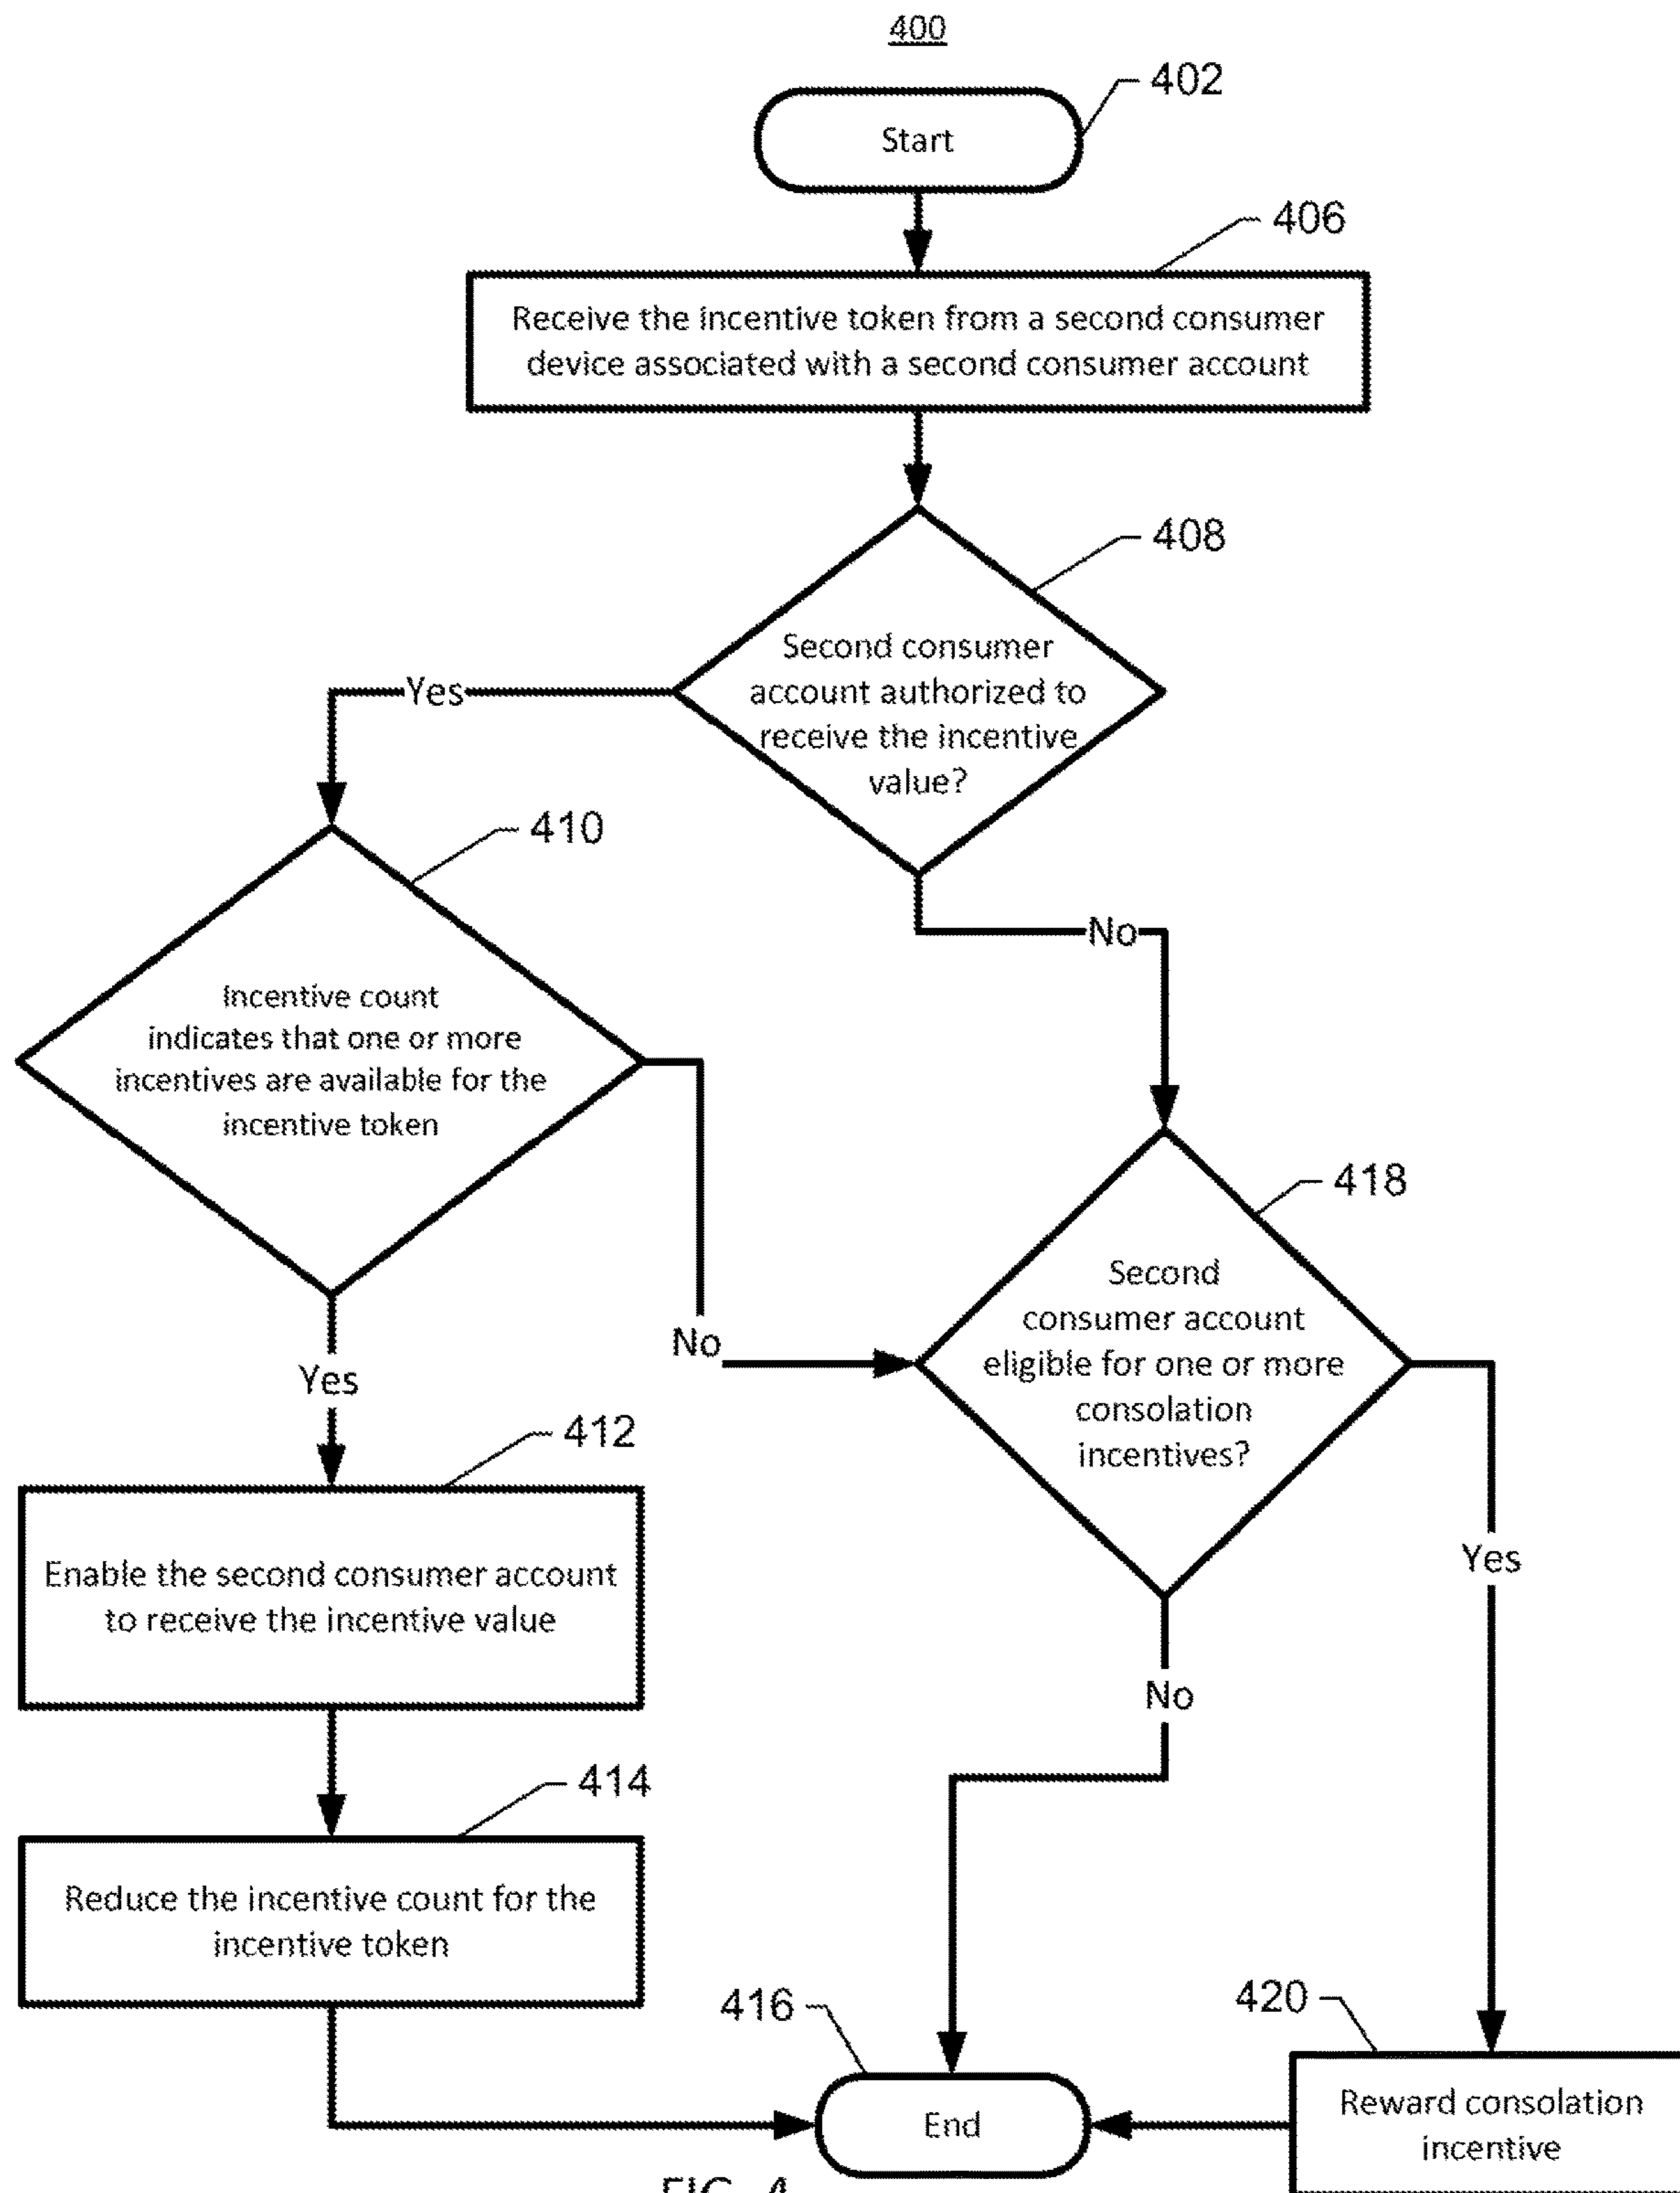 400
402
Start
406
Receive the incentive token from a second consumer
device associated with a second consumer account
408
Second consumer
account authorized to
receive the incentive
value?
Yes
No
410
Incentive count
indicates that one or more
incentives are available for the
incentive token
418
Second
consumer account
eligible for one or more
consolation
incentives?
No
Yes
412
Enable the second consumer account
to receive the incentive value
Yes
No
414
Reduce the incentive count for the
incentive token
416
End
420
Reward consolation
incentive
FIG. 4